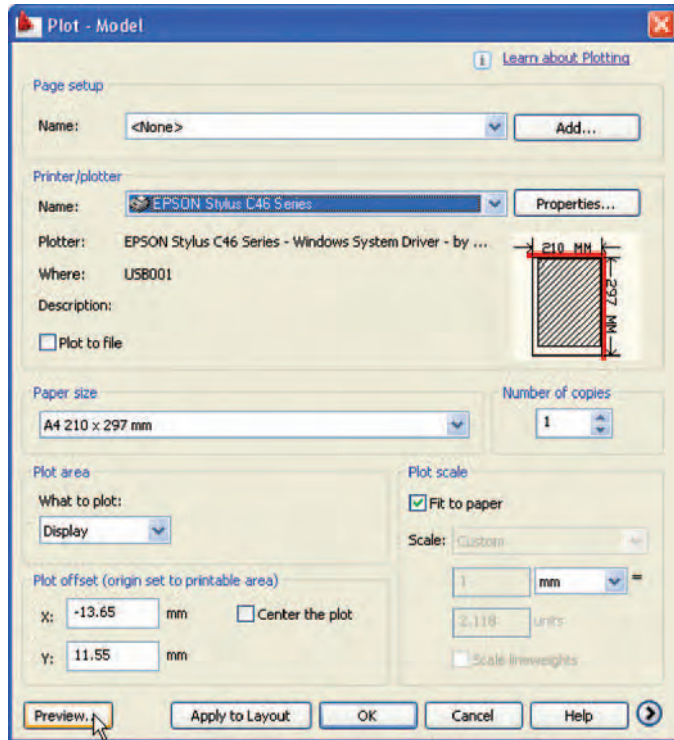 Plot - Model
Learn about Plotting
Page setup
Name: <None> Add...
Printer/plotter
Name: EPSON Stylus C46 Series Properties...
Plotter: EPSON Stylus C46 Series - Windows System Driver - by ...
Where: USB001
Description:
Plot to file
210 MM
297 MM
Paper size
A4 210 x 297 mm
Number of copies
1
Plot area
What to plot:
Display
Plot scale
Fit to paper
Scale: Custom
1 mm =
2.118 units
Scale lineweights
Plot offset (origin set to printable area)
X: -13.65 mm Center the plot
Y: 11.55 mm
Preview... Apply to Layout OK Cancel Help